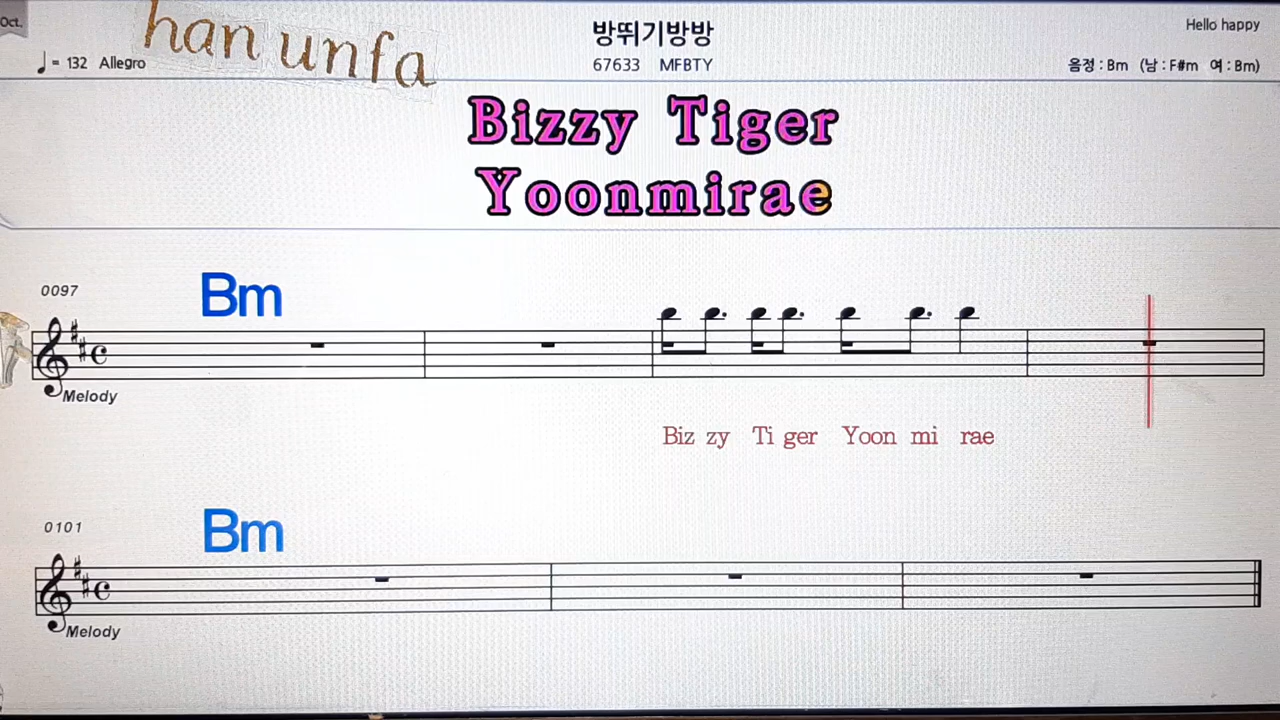 Oct.
han unfa
방뛰기방방
Hello happy
♩= 132 Allegro
67633 MFBTY
음정 : Bm (남 : F#m 여 : Bm)
Bizzy Tiger
Yoonmirae
0097
Bm
Melody
Biz zy Ti ger Yoon mi rae
0101
Bm
Melody